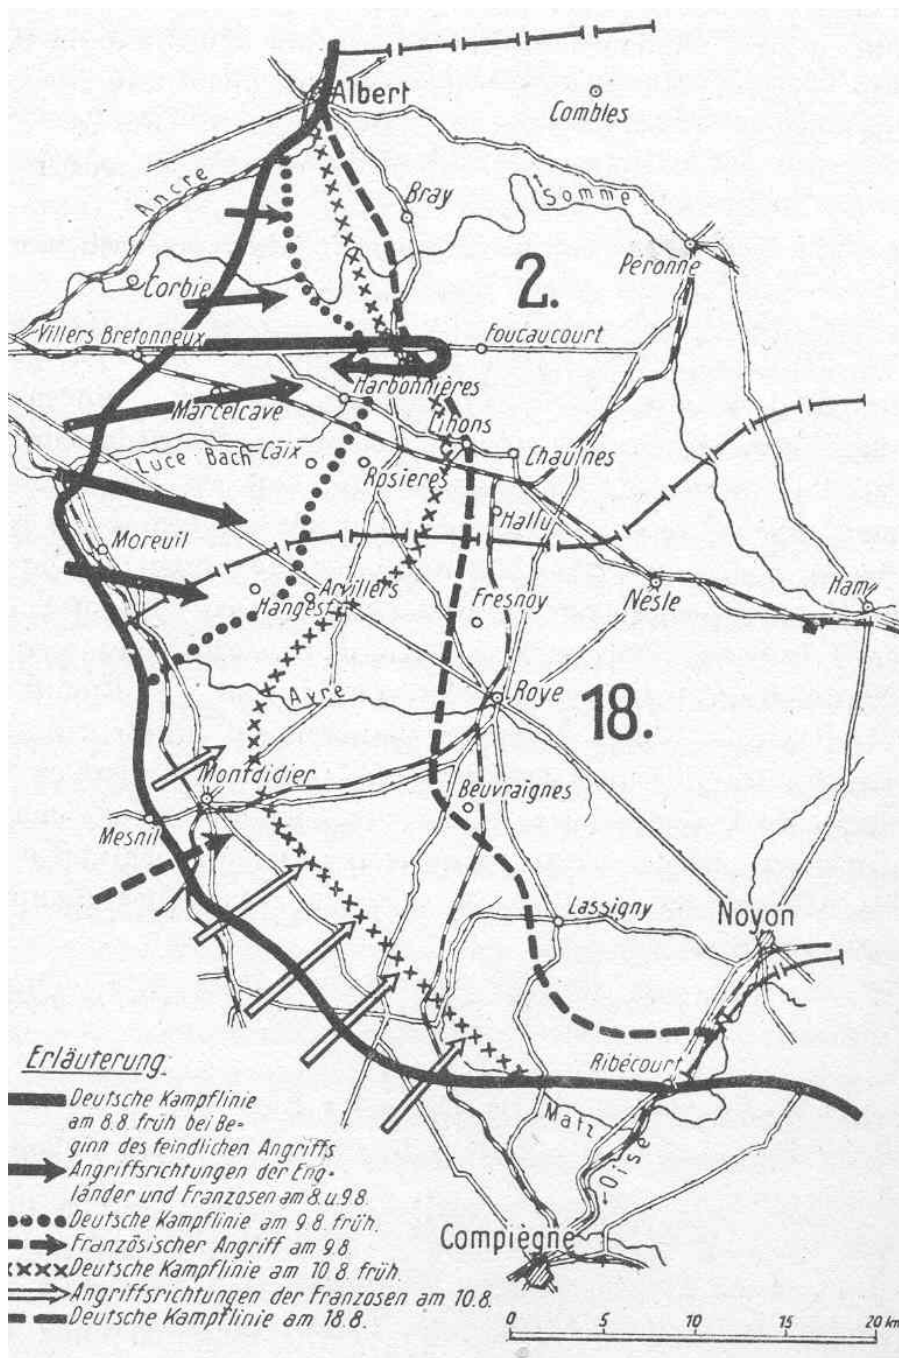 Albert
Combles
Ancre
Bray
Somme
Péronne
Corbie
2.
Villers Bretonneux
Foucaucourt
Harbonnières
Marcelcave
Lihons
Luce Bach
Caix
Rosieres
Chaulnes
Hallu
Moreuil
Arvillers
Hangest
Fresnoy
Nesle
Ham
Avre
Roye
18.
Montdidier
Beuvraignes
Mesnil
Lassigny
Noyon
Ribécourt
Matz
Oise
Compiègne
Erläuterung:
Deutsche Kampflinie
am 8.8. früh bei Be=
ginn des feindlichen Angriffs
Angriffsrichtungen der Eng=
länder und Franzosen am 8.u.9.8.
Deutsche Kampflinie am 9.8. früh.
Französischer Angriff am 9.8.
Deutsche Kampflinie am 10.8. früh.
Angriffsrichtungen der Franzosen am 10.8.
Deutsche Kampflinie am 18.8.
0 5 10 15 20 km